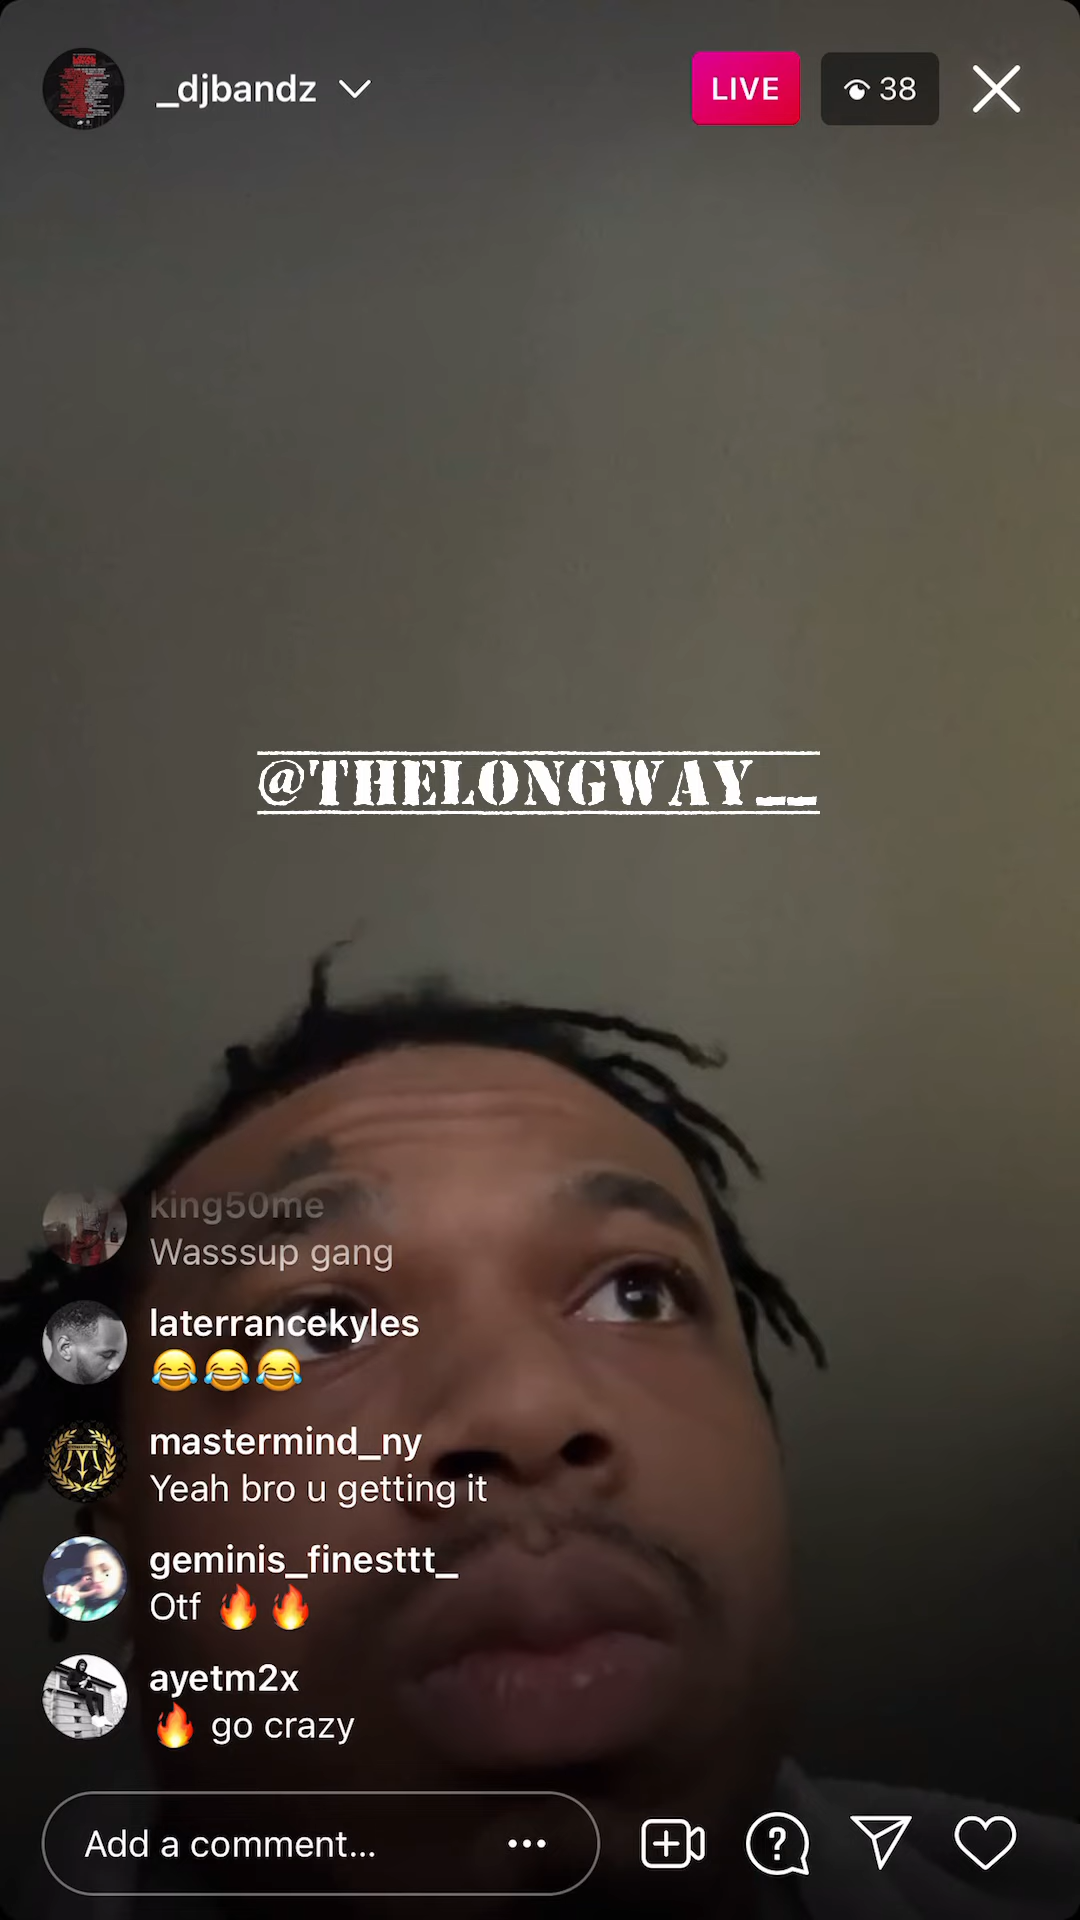 _djbandz
LIVE
38
@THELONGWAY__
king50me
Wasssup gang
laterrancekyles
😂😂😂
mastermind_ny
Yeah bro u getting it
geminis_finesttt_
Otf 🔥🔥
ayetm2x
🔥 go crazy
Add a comment...